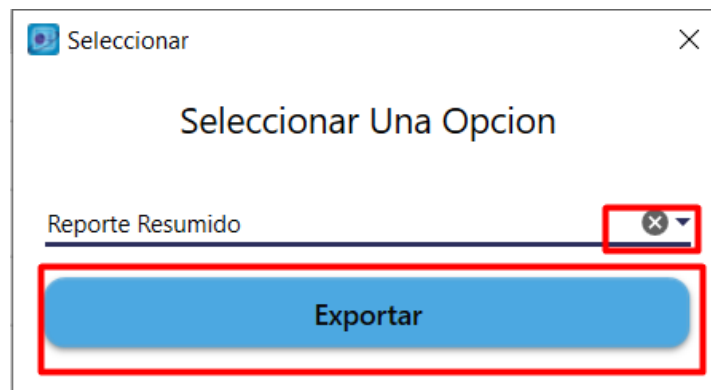 Seleccionar
Seleccionar Una Opcion
Reporte Resumido
Exportar